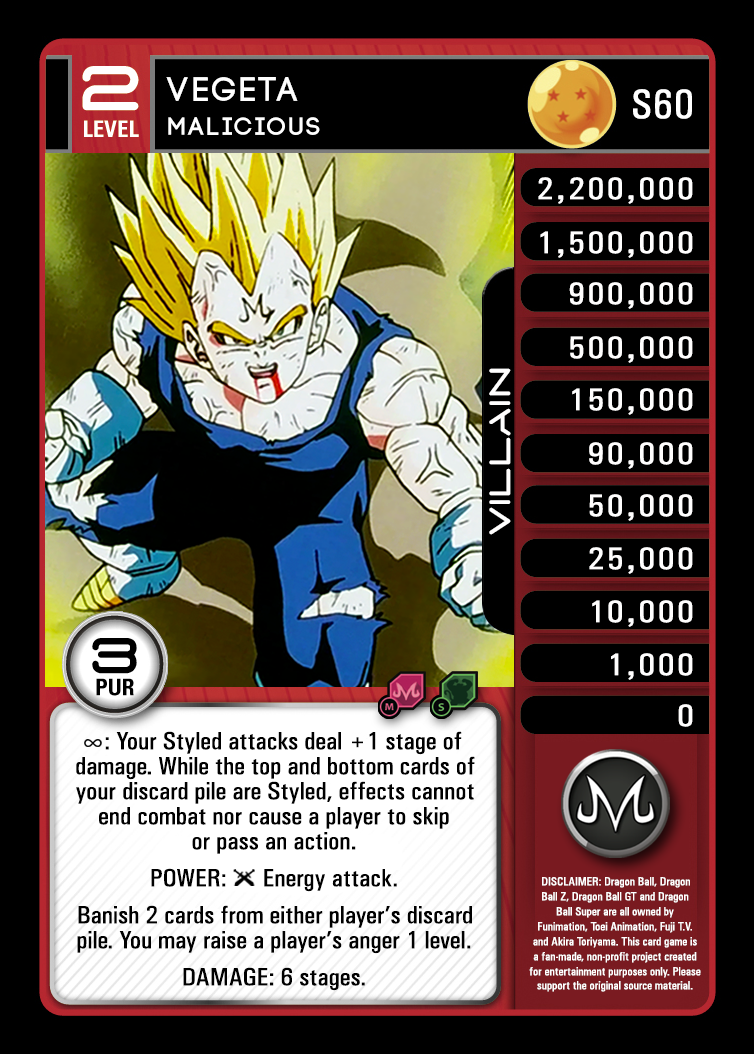 2
LEVEL
VEGETA
MALICIOUS
S60
2,200,000
1,500,000
900,000
500,000
150,000
90,000
50,000
25,000
10,000
1,000
0
VILLAIN
M
3
PUR
M
M
S
∞: Your Styled attacks deal +1 stage of
damage. While the top and bottom cards of
your discard pile are Styled, effects cannot
end combat nor cause a player to skip
or pass an action.
POWER: Energy attack.
Banish 2 cards from either player's discard
pile. You may raise a player's anger 1 level.
DAMAGE: 6 stages.
M
DISCLAIMER: Dragon Ball, Dragon
Ball Z, Dragon Ball GT and Dragon
Ball Super are all owned by
Funimation, Toei Animation, Fuji T.V.
and Akira Toriyama. This card game is
a fan-made, non-profit project created
for entertainment purposes only. Please
support the original source material.